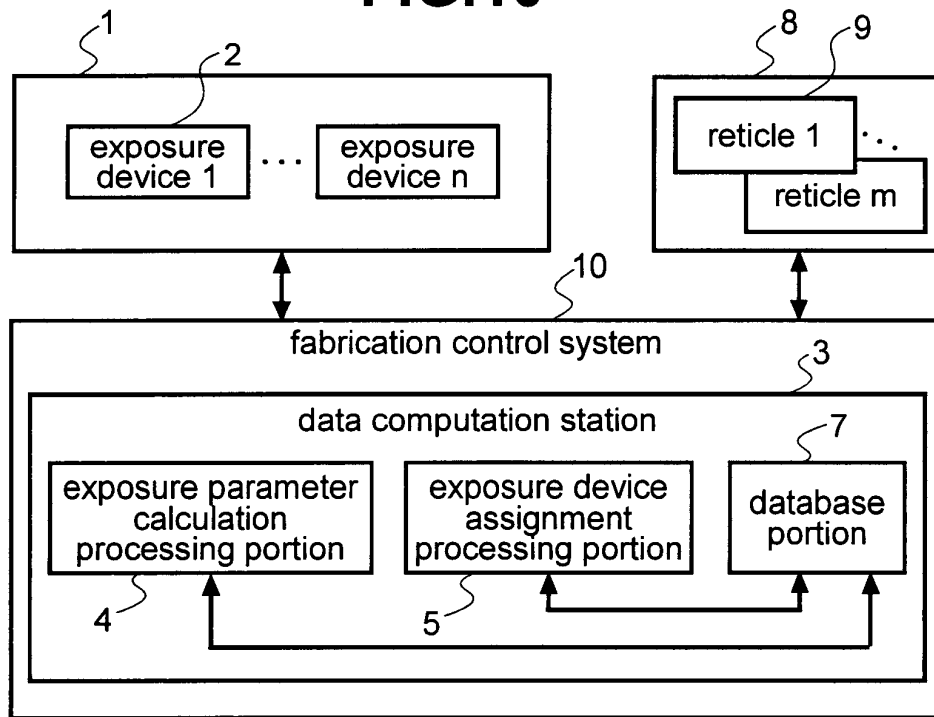 1
2
8
9
exposure
device 1
...
exposure
device n
reticle 1
...
reticle m
10
fabrication control system
3
data computation station
7
exposure parameter
calculation
processing portion
exposure device
assignment
processing portion
database
portion
4
5